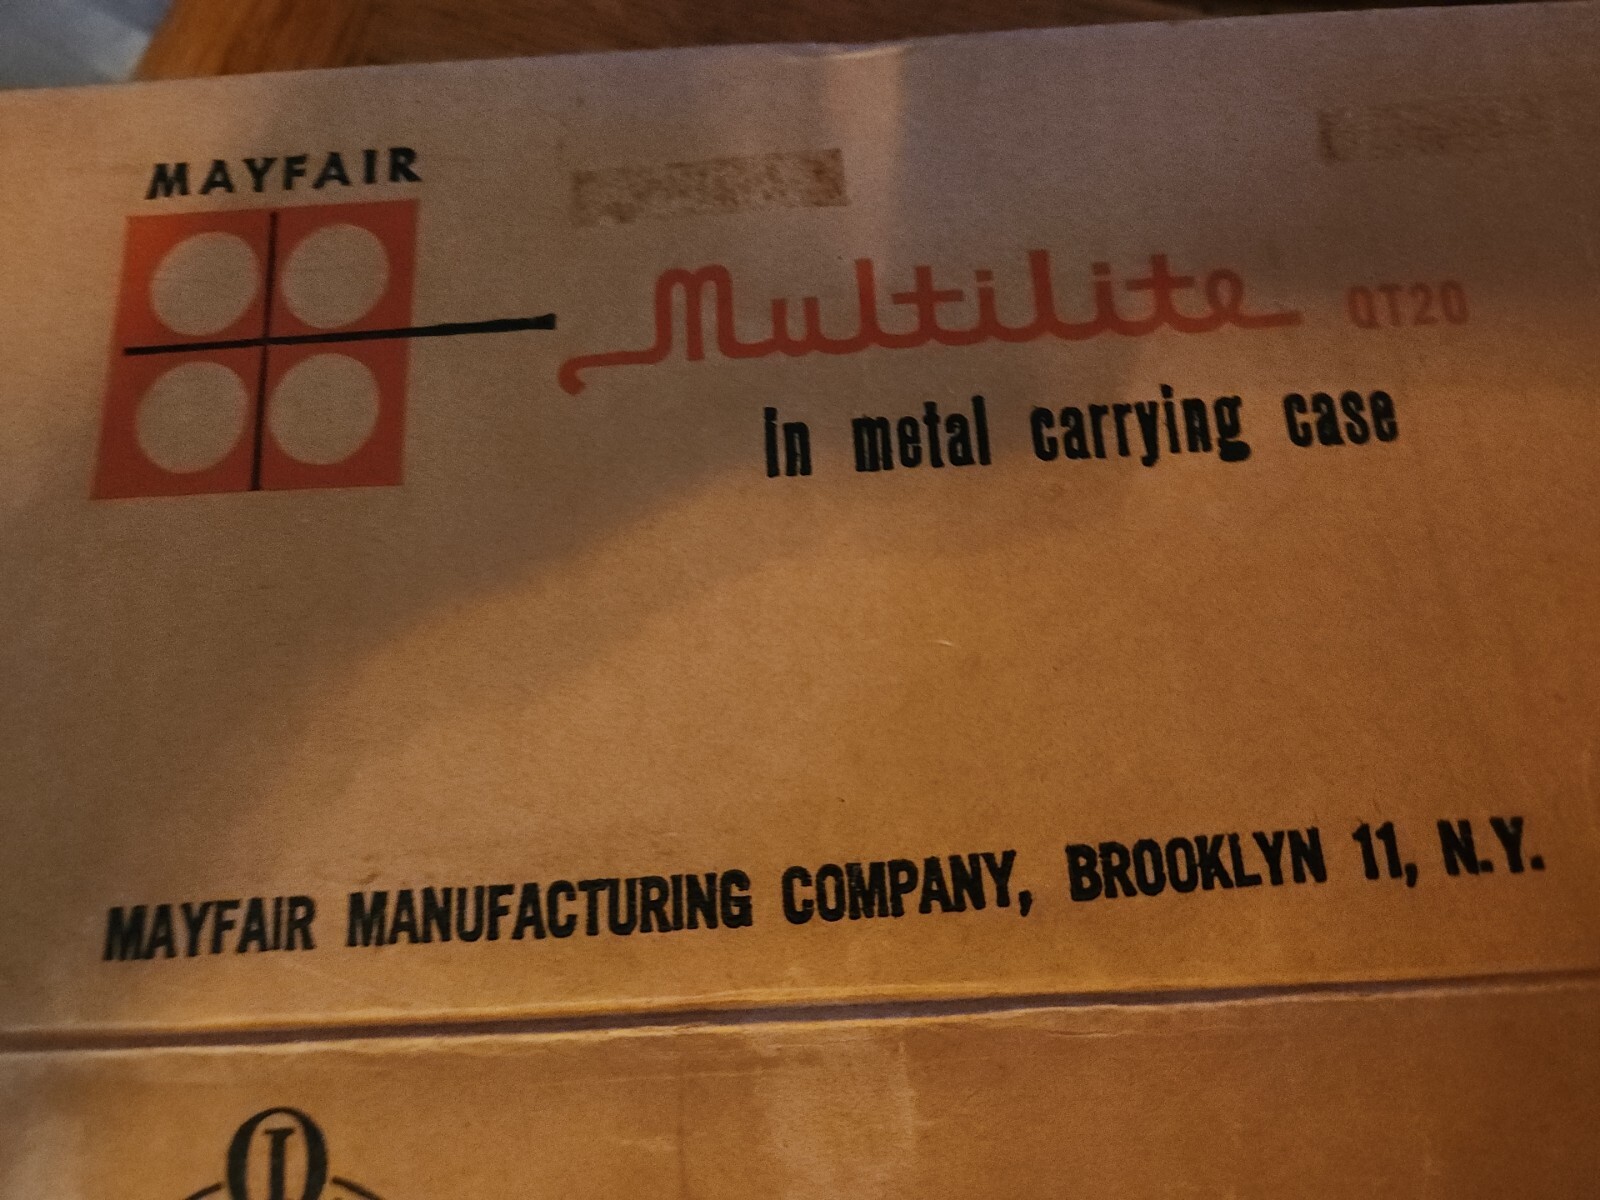 MAYFAIR
Multilite QT20
in metal carrying case
MAYFAIR MANUFACTURING COMPANY, BROOKLYN 11, N.Y.